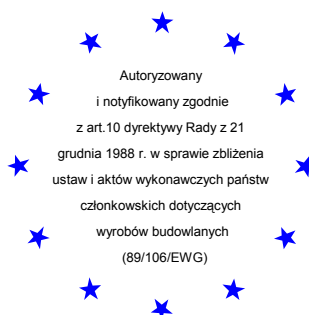 Autoryzowany
i notyfikowany zgodnie
z art.10 dyrektywy Rady z 21
grudnia 1988 r. w sprawie zbliżenia
ustaw i aktów wykonawczych państw
członkowskich dotyczących
wyrobów budowlanych
(89/106/EWG)